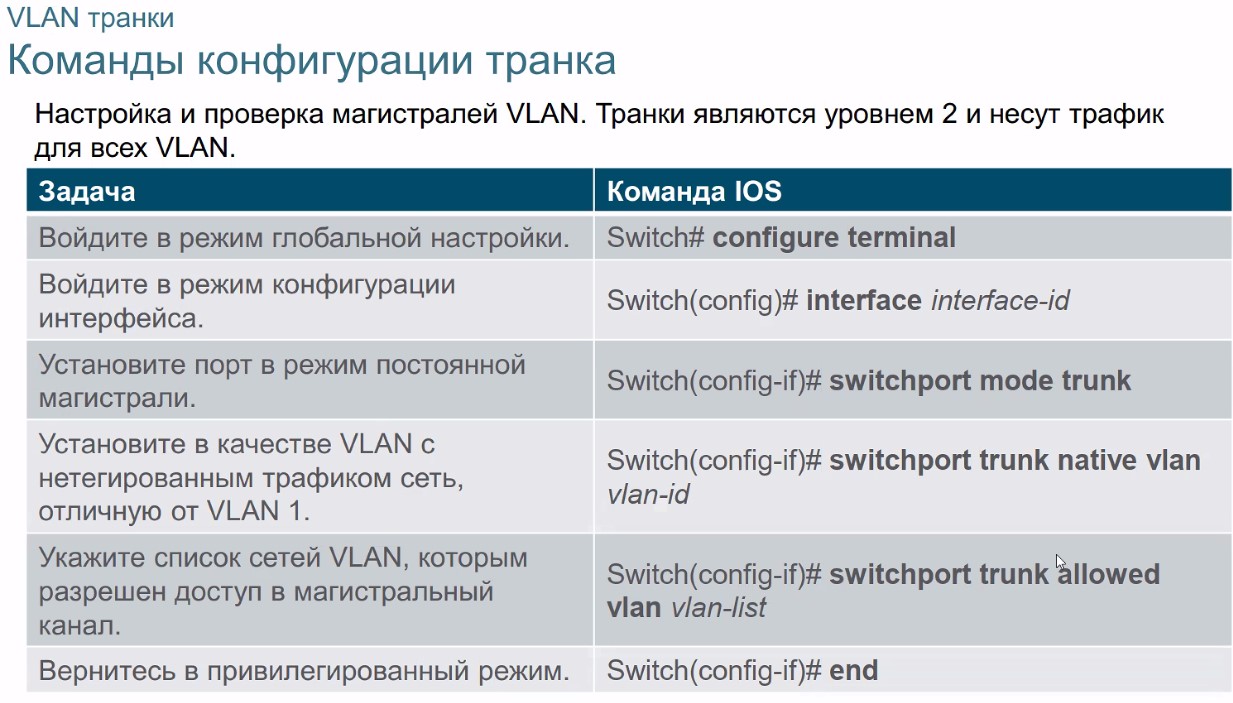 VLAN транки
Команды конфигурации транка
Настройка и проверка магистралей VLAN. Транки являются уровнем 2 и несут трафик
для всех VLAN.
Задача
Команда IOS
Войдите в режим глобальной настройки.
Switch# configure terminal
Войдите в режим конфигурации
интерфейса.
Switch(config)# interface interface-id
Установите порт в режим постоянной
магистрали.
Switch(config-if)# switchport mode trunk
Установите в качестве VLAN с
нетегированным трафиком сеть,
отличную от VLAN 1.
Switch(config-if)# switchport trunk native vlan
vlan-id
Укажите список сетей VLAN, которым
разрешен доступ в магистральный
канал.
Switch(config-if)# switchport trunk allowed
vlan vlan-list
Вернитесь в привилегированный режим.
Switch(config-if)# end